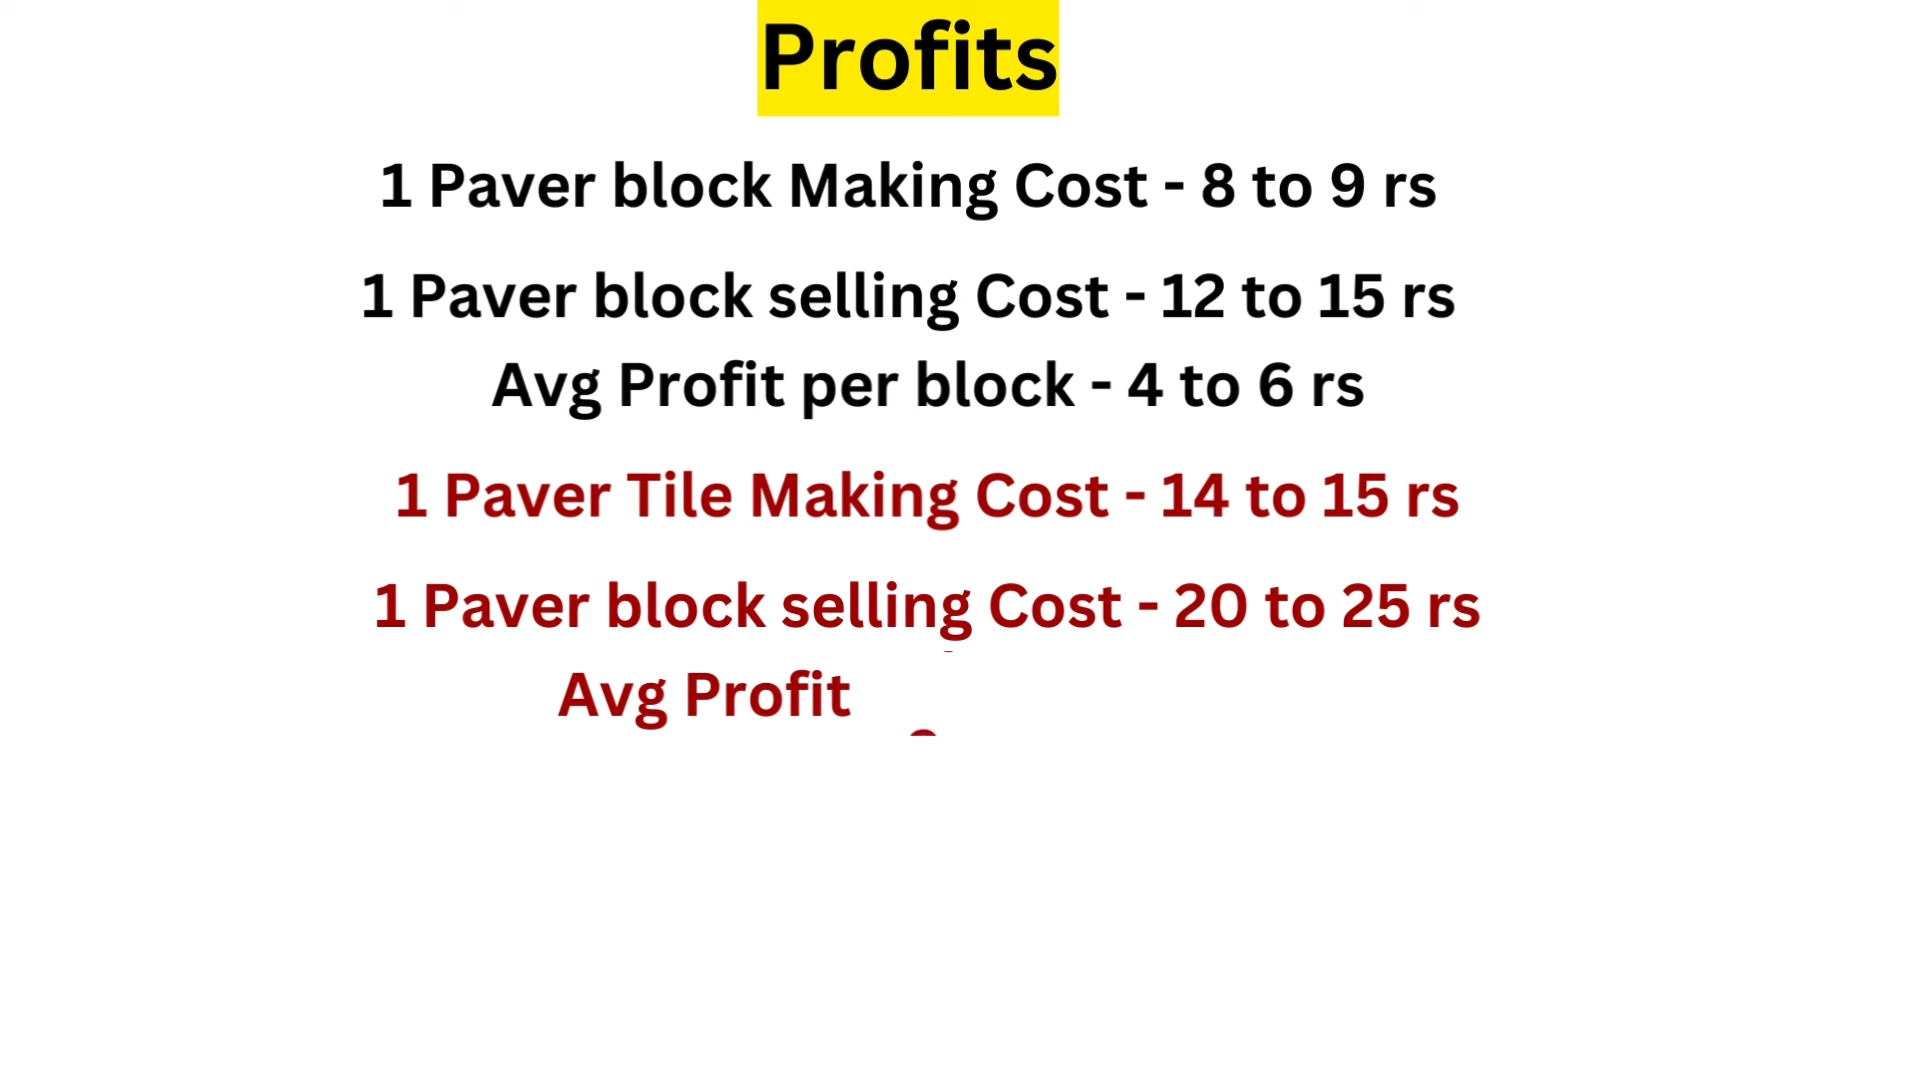 Profits
1 Paver block Making Cost - 8 to 9 rs
1 Paver block selling Cost - 12 to 15 rs
Avg Profit per block - 4 to 6 rs
1 Paver Tile Making Cost - 14 to 15 rs
1 Paver block selling Cost - 20 to 25 rs
Avg Profit